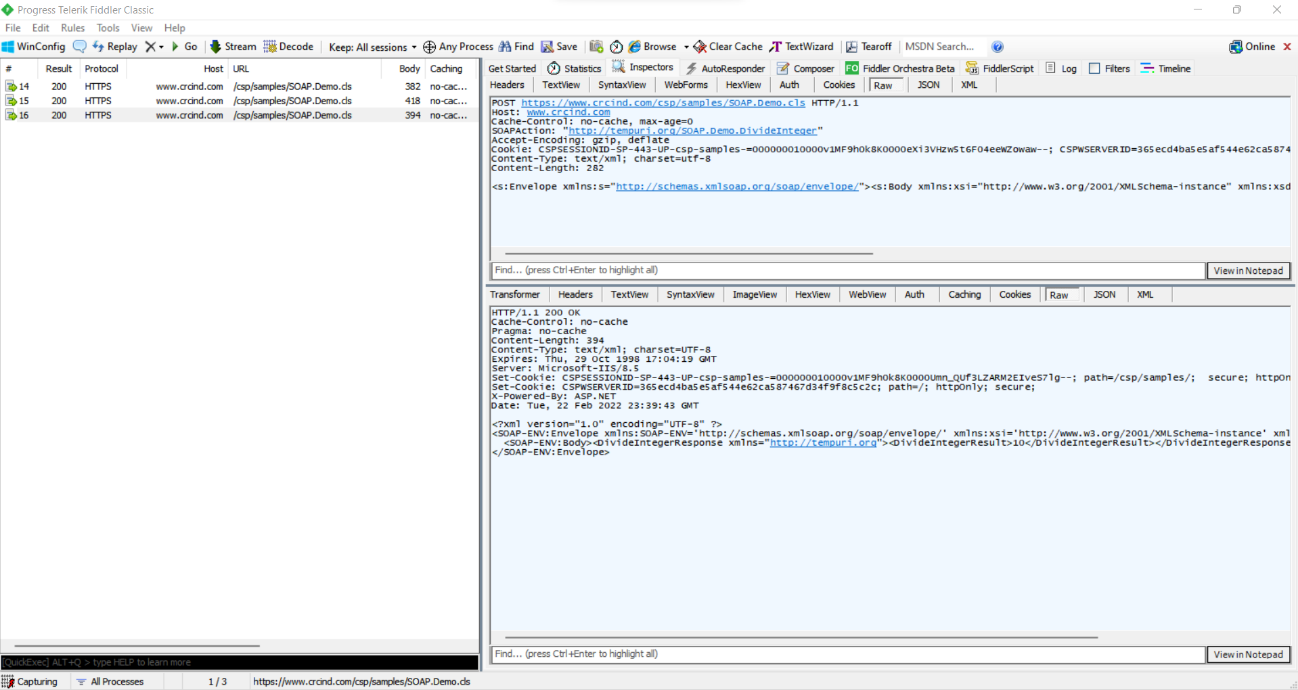 Progress Telerik Fiddler Classic
File Edit Rules Tools View Help
WinConfig Replay Go Stream Decode Keep: All sessions Any Process Find Save Browse Clear Cache TextWizard Tearoff MSDN Search... Online
# Result Protocol Host URL Body Caching
14 200 HTTPS www.crcind.com /csp/samples/SOAP.Demo.cls 382 no-cac...
15 200 HTTPS www.crcind.com /csp/samples/SOAP.Demo.cls 418 no-cac...
16 200 HTTPS www.crcind.com /csp/samples/SOAP.Demo.cls 394 no-cac...
[QuickExec] ALT+Q > type HELP to learn more
Get Started Statistics Inspectors AutoResponder Composer FO Fiddler Orchestra Beta FiddlerScript Log Filters Timeline
Headers TextView SyntaxView WebForms HexView Auth Cookies Raw JSON XML
POST https://www.crcind.com/csp/samples/SOAP.Demo.cls HTTP/1.1
Host: www.crcind.com
Cache-Control: no-cache, max-age=0
SOAPAction: "http://tempuri.org/SOAP.Demo.DivideInteger"
Accept-Encoding: gzip, deflate
Cookie: CSPSESSIONID-SP-443-UP-csp-samples-=000000010000v1MF9h0k8K0000eXi3VHzwSt6F04eeWZowaw--; CSPWSERVERID=365ecd4ba5e5af544e62ca5874
Content-Type: text/xml; charset=utf-8
Content-Length: 282
<s:Envelope xmlns:s="http://schemas.xmlsoap.org/soap/envelope/"><s:Body xmlns:xsi="http://www.w3.org/2001/XMLSchema-instance" xmlns:xsd
Find... (press Ctrl+Enter to highlight all) View in Notepad
Transformer Headers TextView SyntaxView ImageView HexView WebView Auth Caching Cookies Raw JSON XML
HTTP/1.1 200 OK
Cache-Control: no-cache
Pragma: no-cache
Content-Length: 394
Content-Type: text/xml; charset=UTF-8
Expires: Thu, 29 Oct 1998 17:04:19 GMT
Server: Microsoft-IIS/8.5
Set-Cookie: CSPSESSIONID-SP-443-UP-csp-samples-=000000010000v1MF9h0k8K0000Umn_QUf3LZARM2EIveS7lg--; path=/csp/samples/; secure; httpOn
Set-Cookie: CSPWSERVERID=365ecd4ba5e5af544e62ca587467d34f9f8c5c2c; path=/; httpOnly; secure;
X-Powered-By: ASP.NET
Date: Tue, 22 Feb 2022 23:39:43 GMT
<?xml version="1.0" encoding="UTF-8" ?>
<SOAP-ENV:Envelope xmlns:SOAP-ENV='http://schemas.xmlsoap.org/soap/envelope/' xmlns:xsi='http://www.w3.org/2001/XMLSchema-instance' xml
<SOAP-ENV:Body><DivideIntegerResponse xmlns="http://tempuri.org"><DivideIntegerResult>10</DivideIntegerResult></DivideIntegerResponse
</SOAP-ENV:Envelope>
Find... (press Ctrl+Enter to highlight all) View in Notepad
Capturing All Processes 1 / 3 https://www.crcind.com/csp/samples/SOAP.Demo.cls